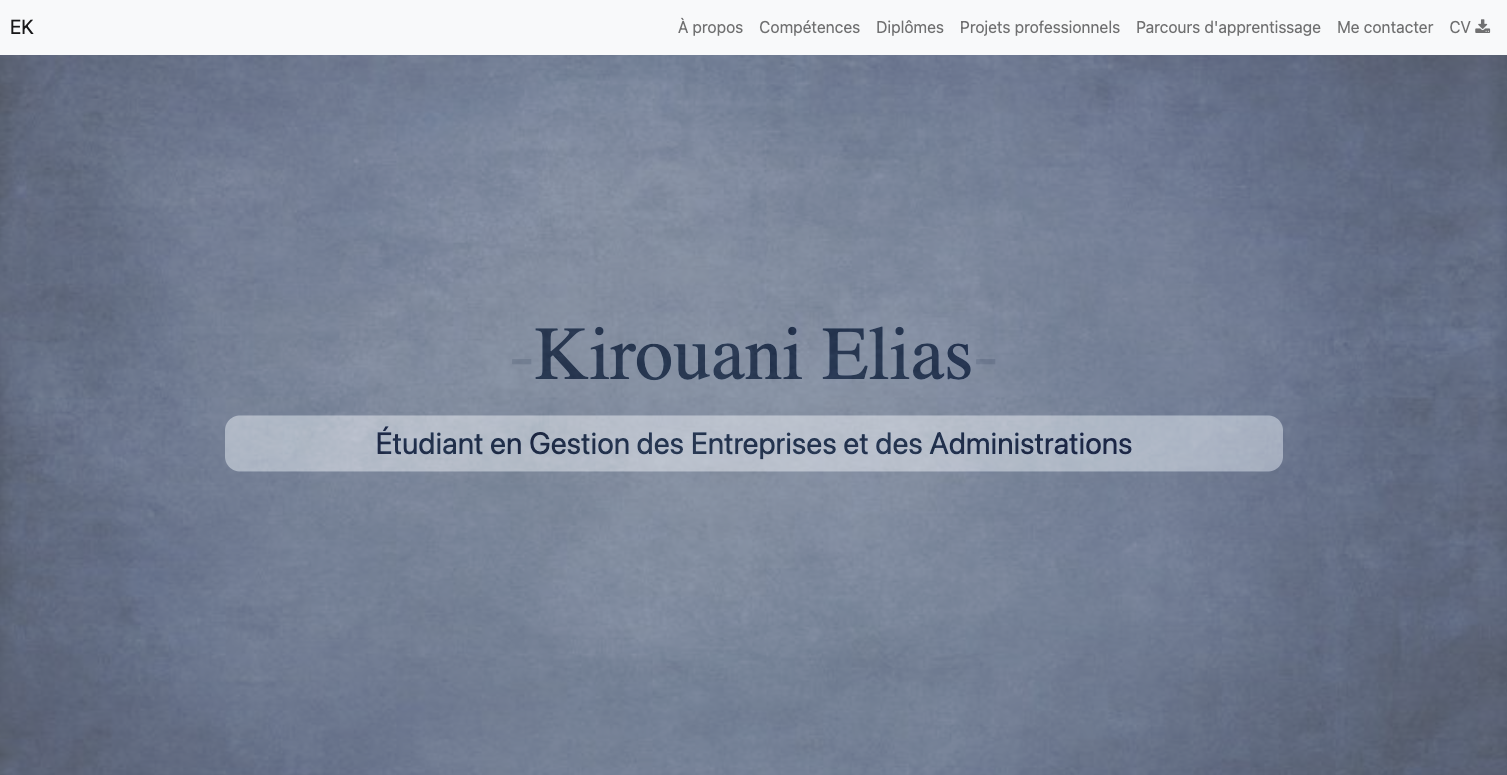 EK
À propos Compétences Diplômes Projets professionnels Parcours d'apprentissage Me contacter CV
-Kirouani Elias-
Étudiant en Gestion des Entreprises et des Administrations